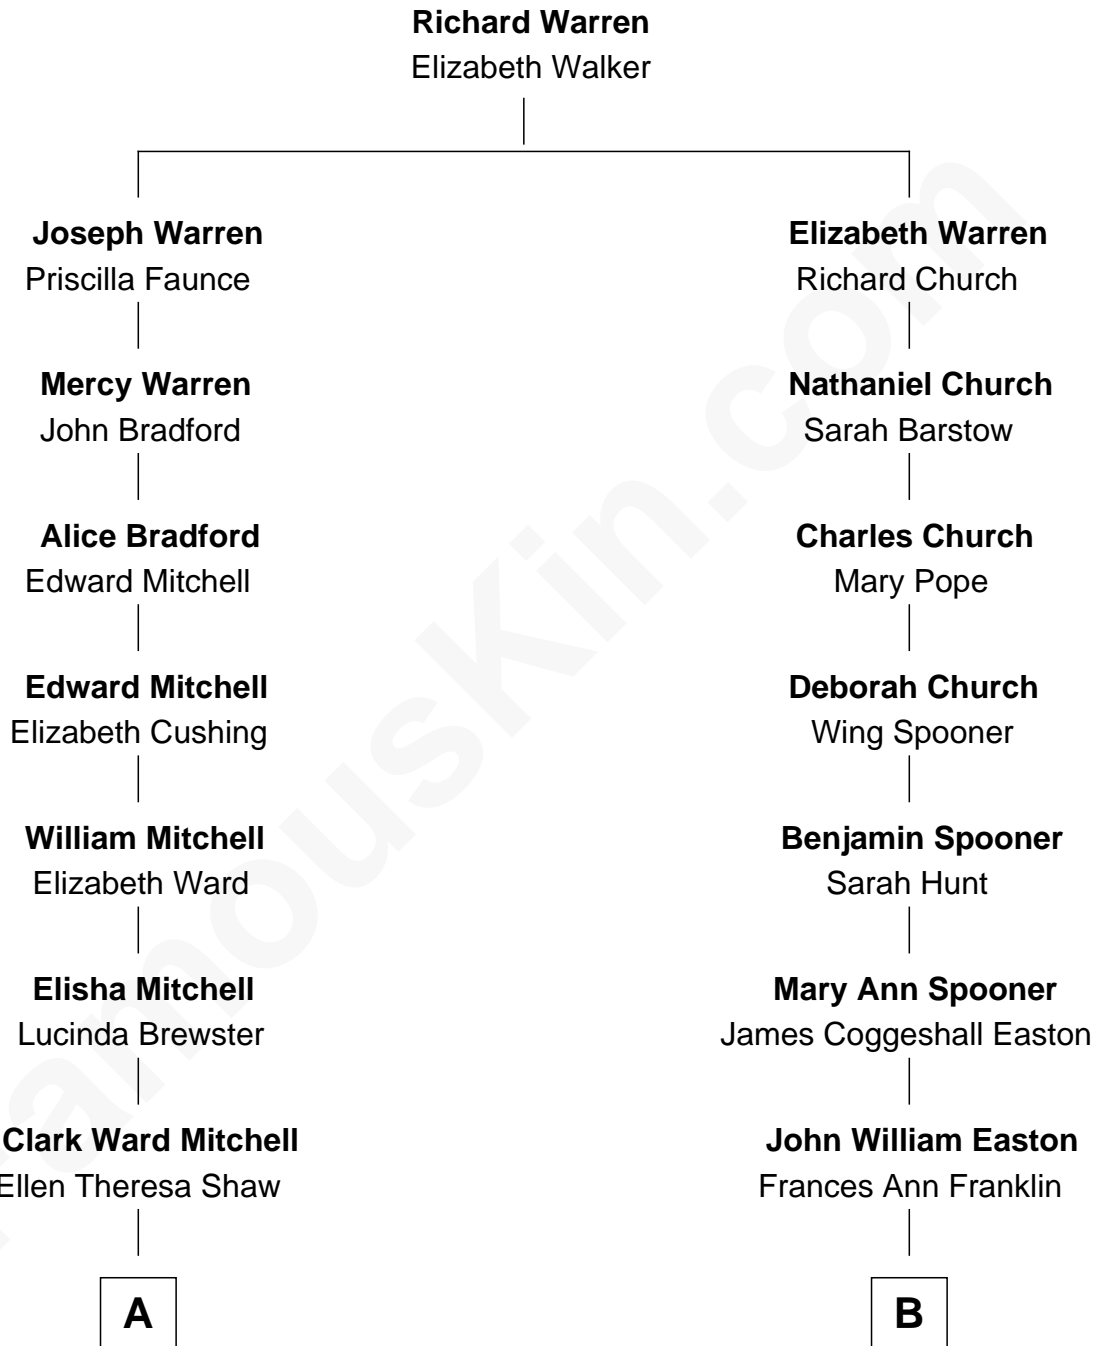 Richard Warren
Elizabeth Walker
Joseph Warren
Priscilla Faunce
Elizabeth Warren
Richard Church
Mercy Warren
John Bradford
Nathaniel Church
Sarah Barstow
Alice Bradford
Edward Mitchell
Charles Church
Mary Pope
Edward Mitchell
Elizabeth Cushing
Deborah Church
Wing Spooner
William Mitchell
Elizabeth Ward
Benjamin Spooner
Sarah Hunt
Elisha Mitchell
Lucinda Brewster
Mary Ann Spooner
James Coggeshall Easton
Clark Ward Mitchell
Ellen Theresa Shaw
John William Easton
Frances Ann Franklin
A
B
FamousKin.com